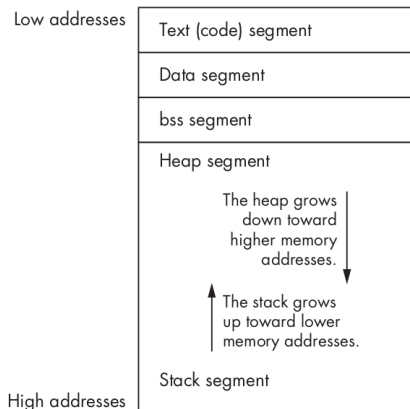 Low addresses
Text (code) segment
Data segment
bss segment
Heap segment
The heap grows
down toward
higher memory
addresses.
The stack grows
up toward lower
memory addresses.
Stack segment
High addresses